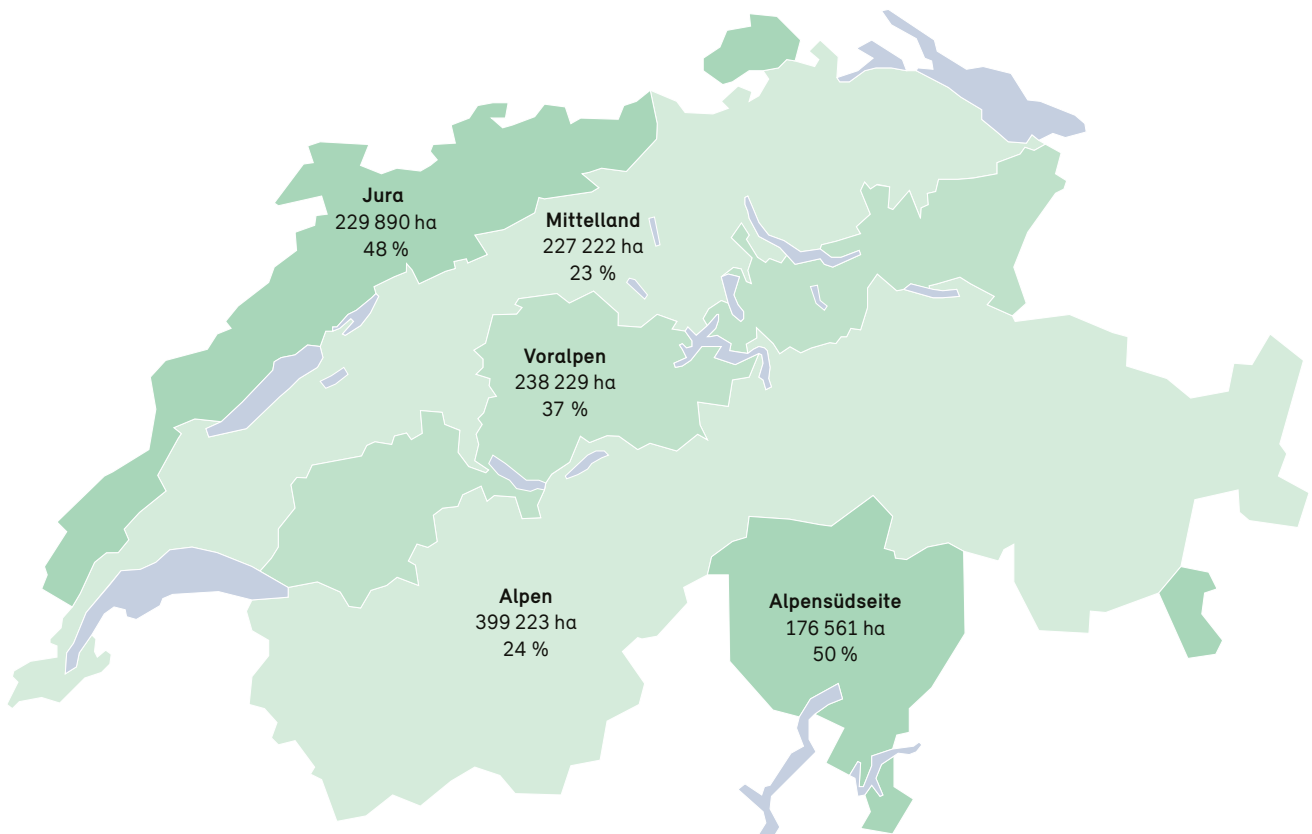 Jura
229 890 ha
48 %
Mittelland
227 222 ha
23 %
Voralpen
238 229 ha
37 %
Alpen
399 223 ha
24 %
Alpensüdseite
176 561 ha
50 %